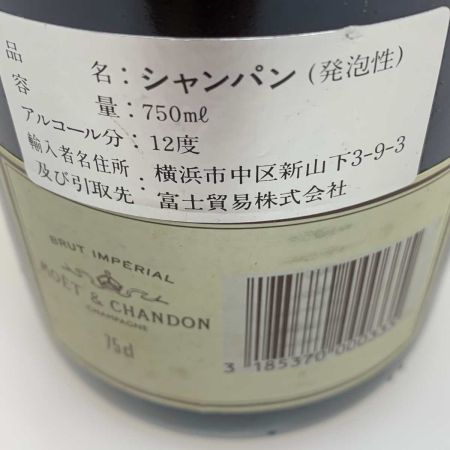 品名:シャンパン(発泡性)
容量:750mℓ
アルコール分:12度
輸入者名住所:横浜市中区新山下3-9-3
及び引取先:富士貿易株式会社
BRUT IMPÉRIAL
MOËT & CHANDON
CHAMPAGNE
75cl
3 185370 000335